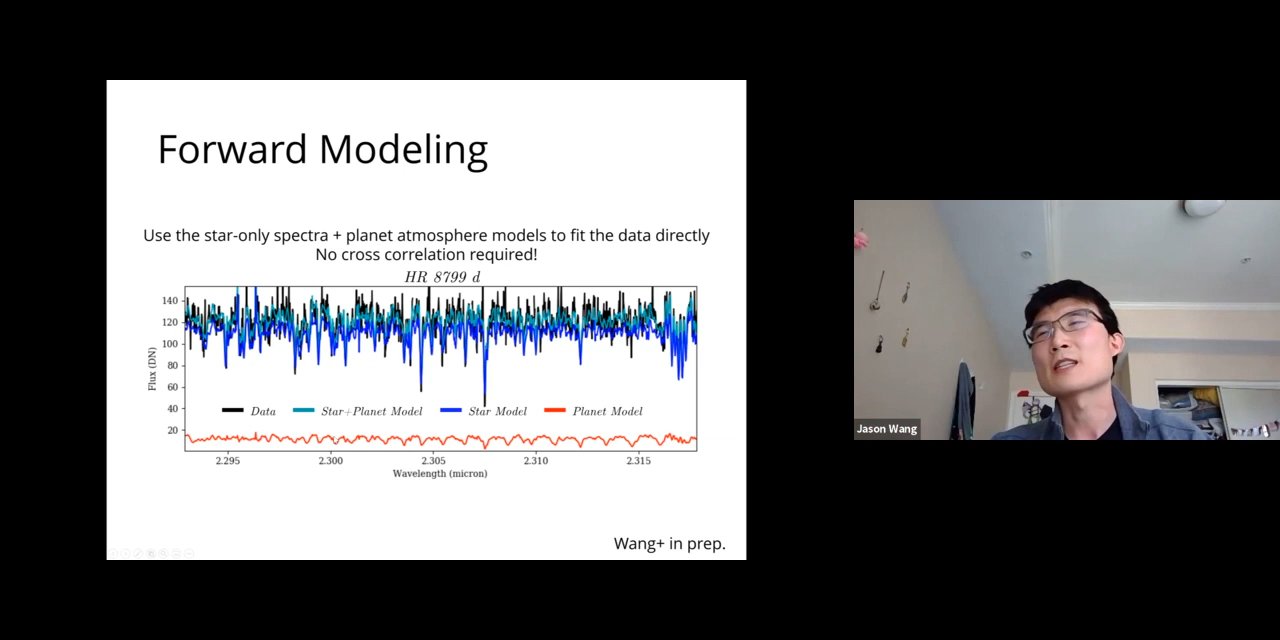 Forward Modeling
Use the star-only spectra + planet atmosphere models to fit the data directly
No cross correlation required!
HR 8799 d
140
120
100
80
60
40
20
Flux (DN)
Data
Star+Planet Model
Star Model
Planet Model
2.295
2.300
2.305
2.310
2.315
Wavelength (micron)
Wang+ in prep.
Jason Wang